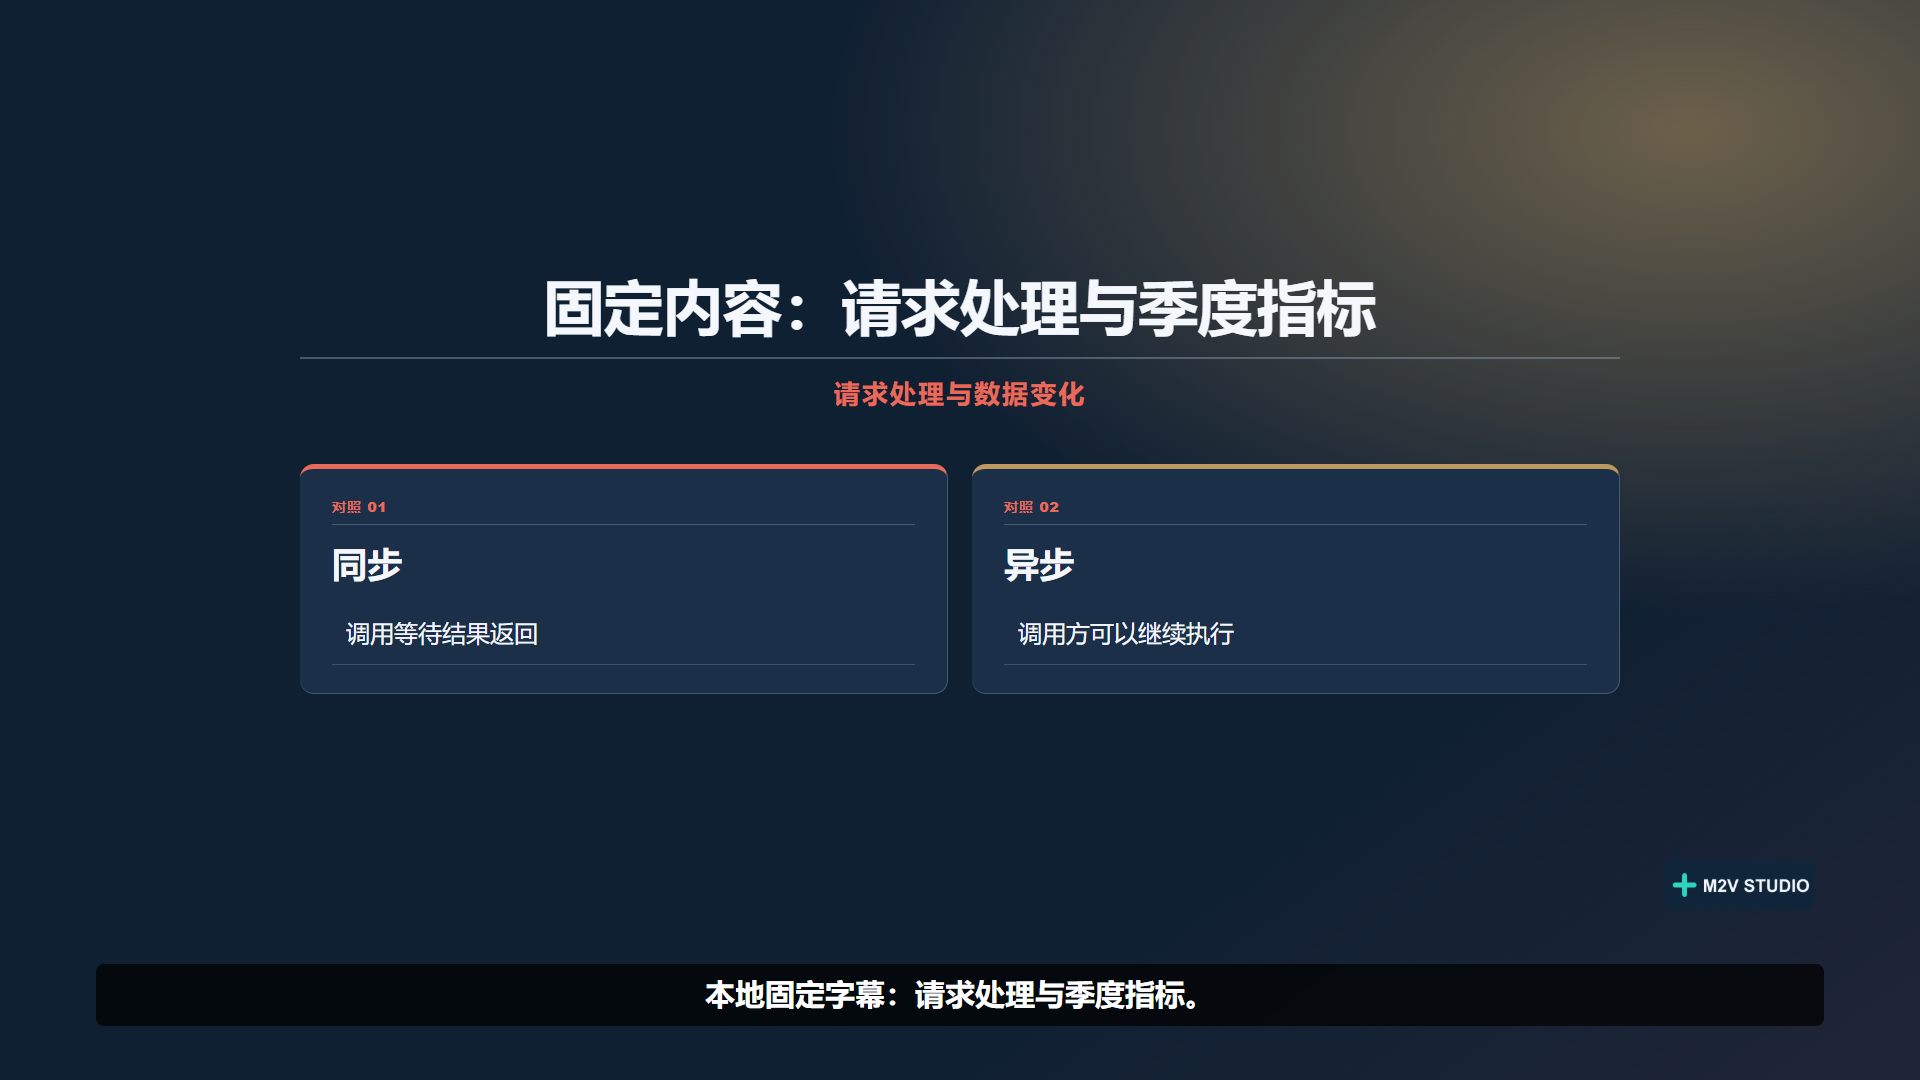 固定内容：请求处理与季度指标
请求处理与数据变化
对照 01
同步
调用等待结果返回
对照 02
异步
调用方可以继续执行
M2V STUDIO
本地固定字幕：请求处理与季度指标。